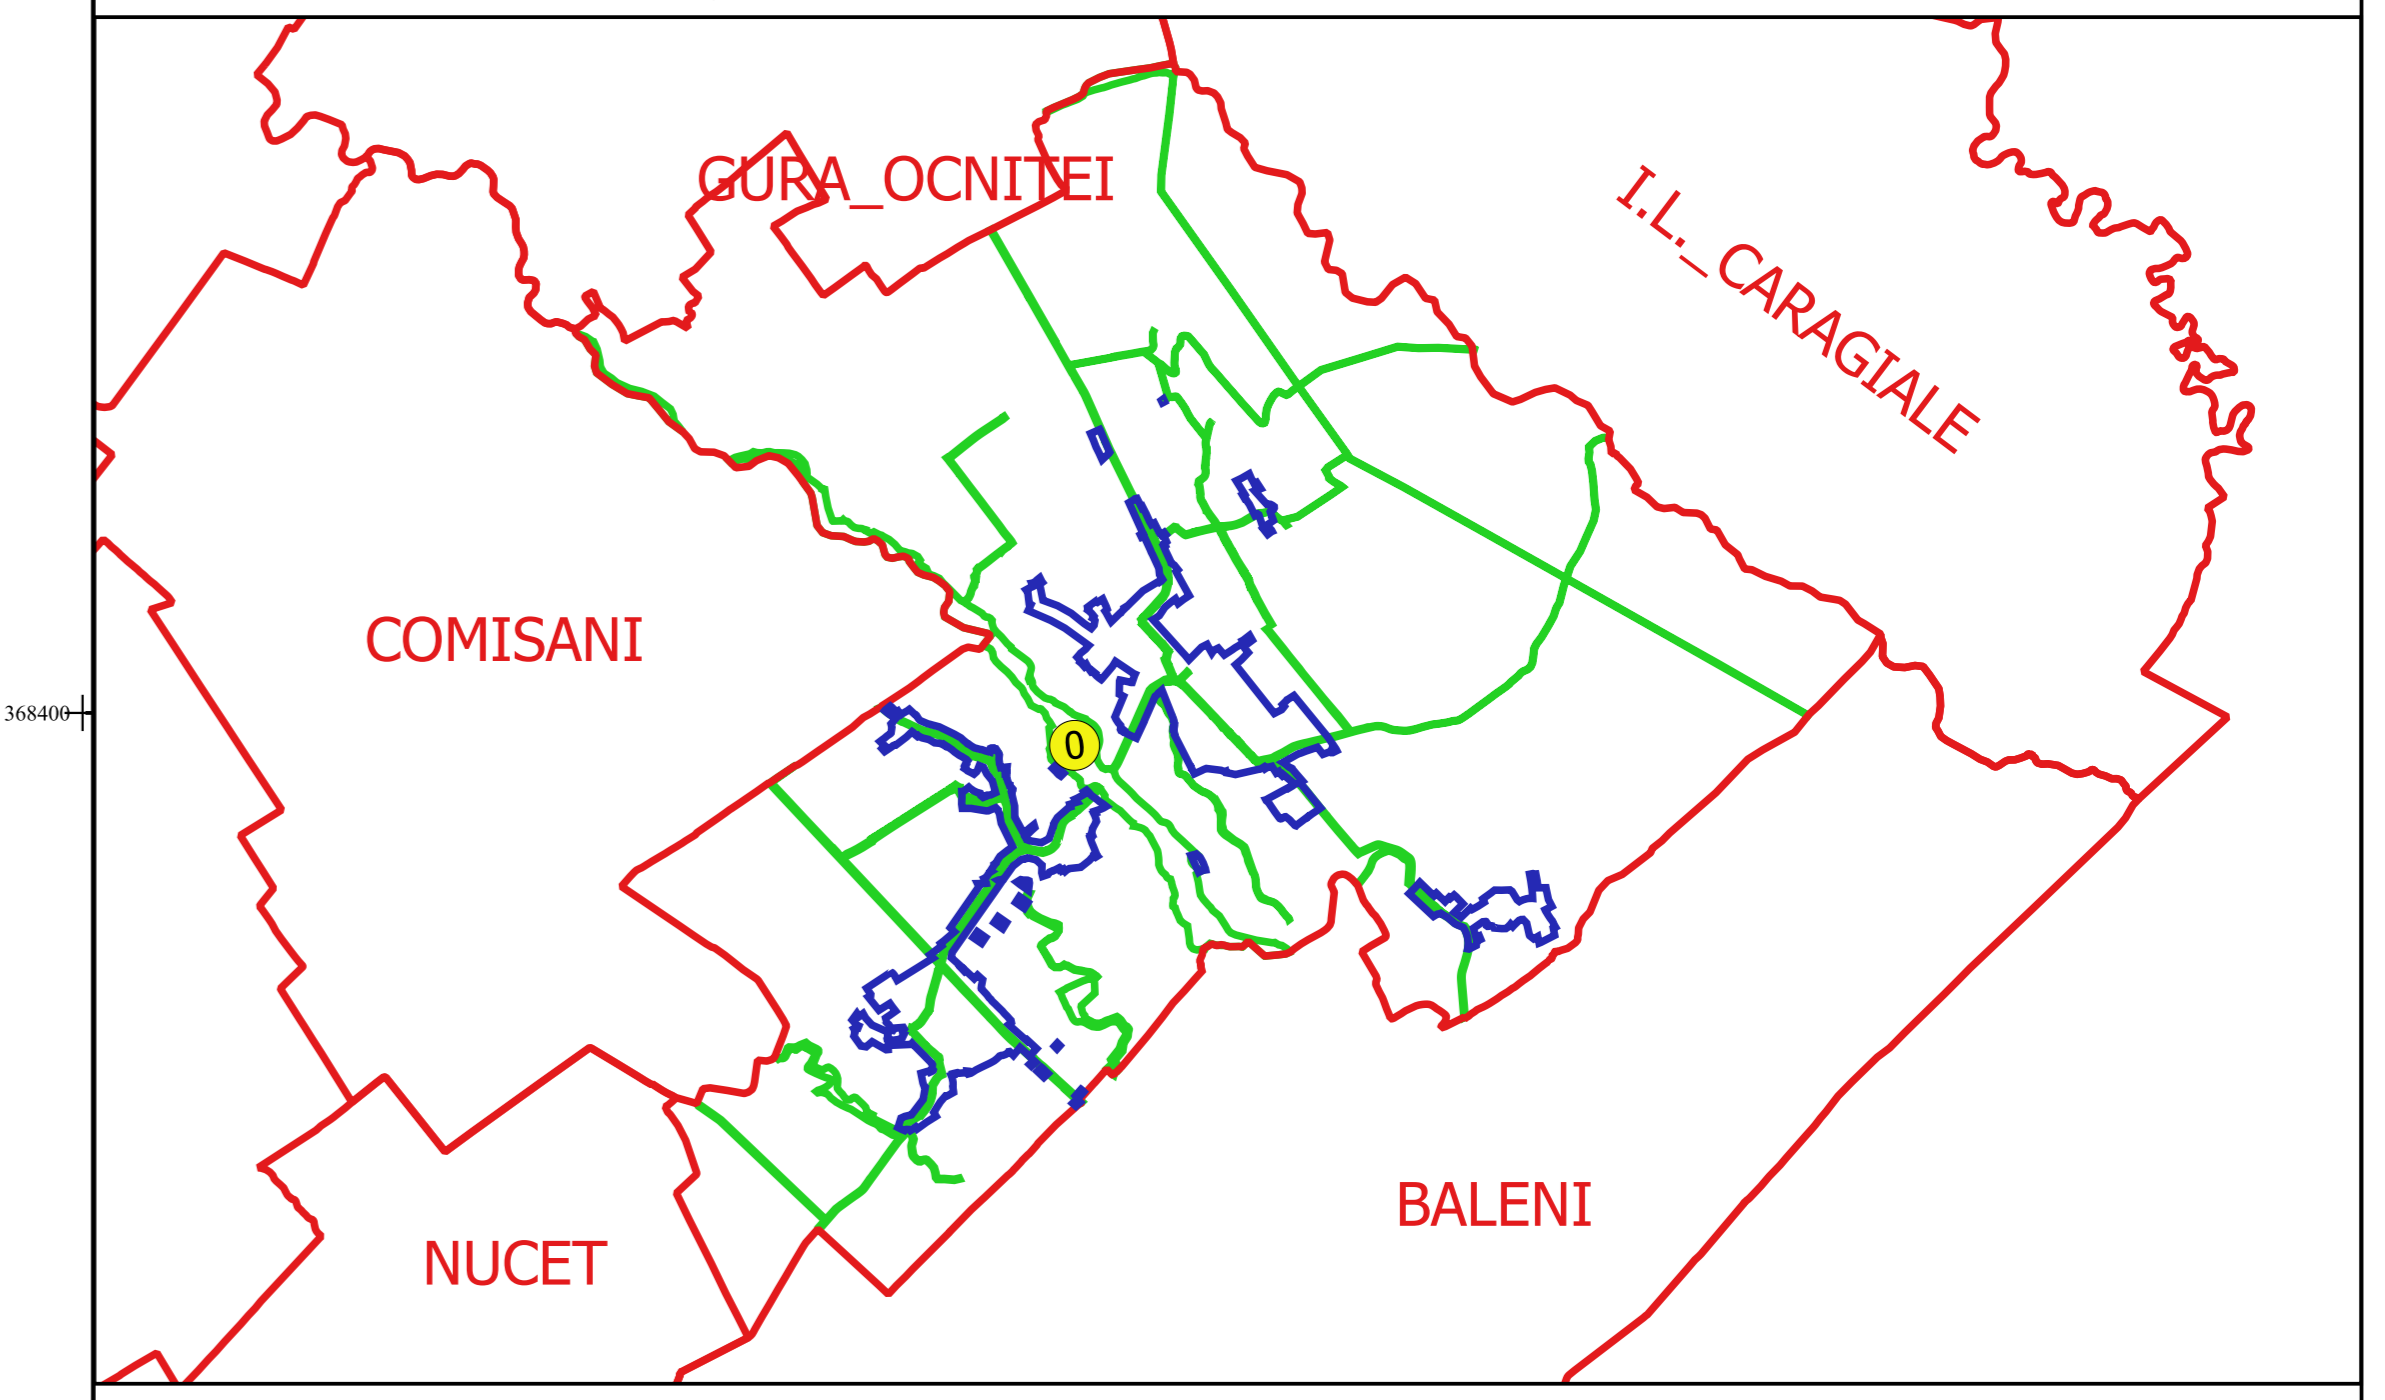 GURA_OCNITEI
I.L._CARAGIALE
COMISANI
368400
0
BALENI
NUCET